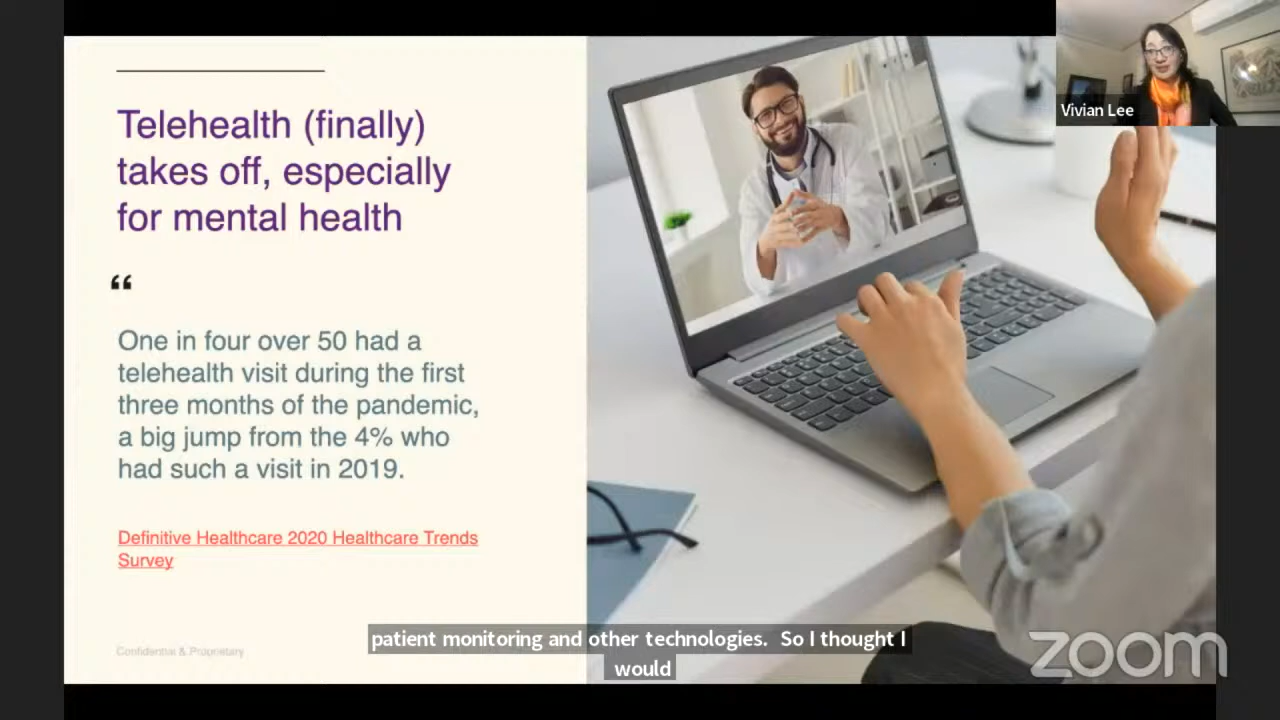 Vivian Lee
Telehealth (finally)
takes off, especially
for mental health
“
One in four over 50 had a
telehealth visit during the first
three months of the pandemic,
a big jump from the 4% who
had such a visit in 2019.
Definitive Healthcare 2020 Healthcare Trends
Survey
Confidential & Proprietary
patient monitoring and other technologies.  So I thought I
would
zoom